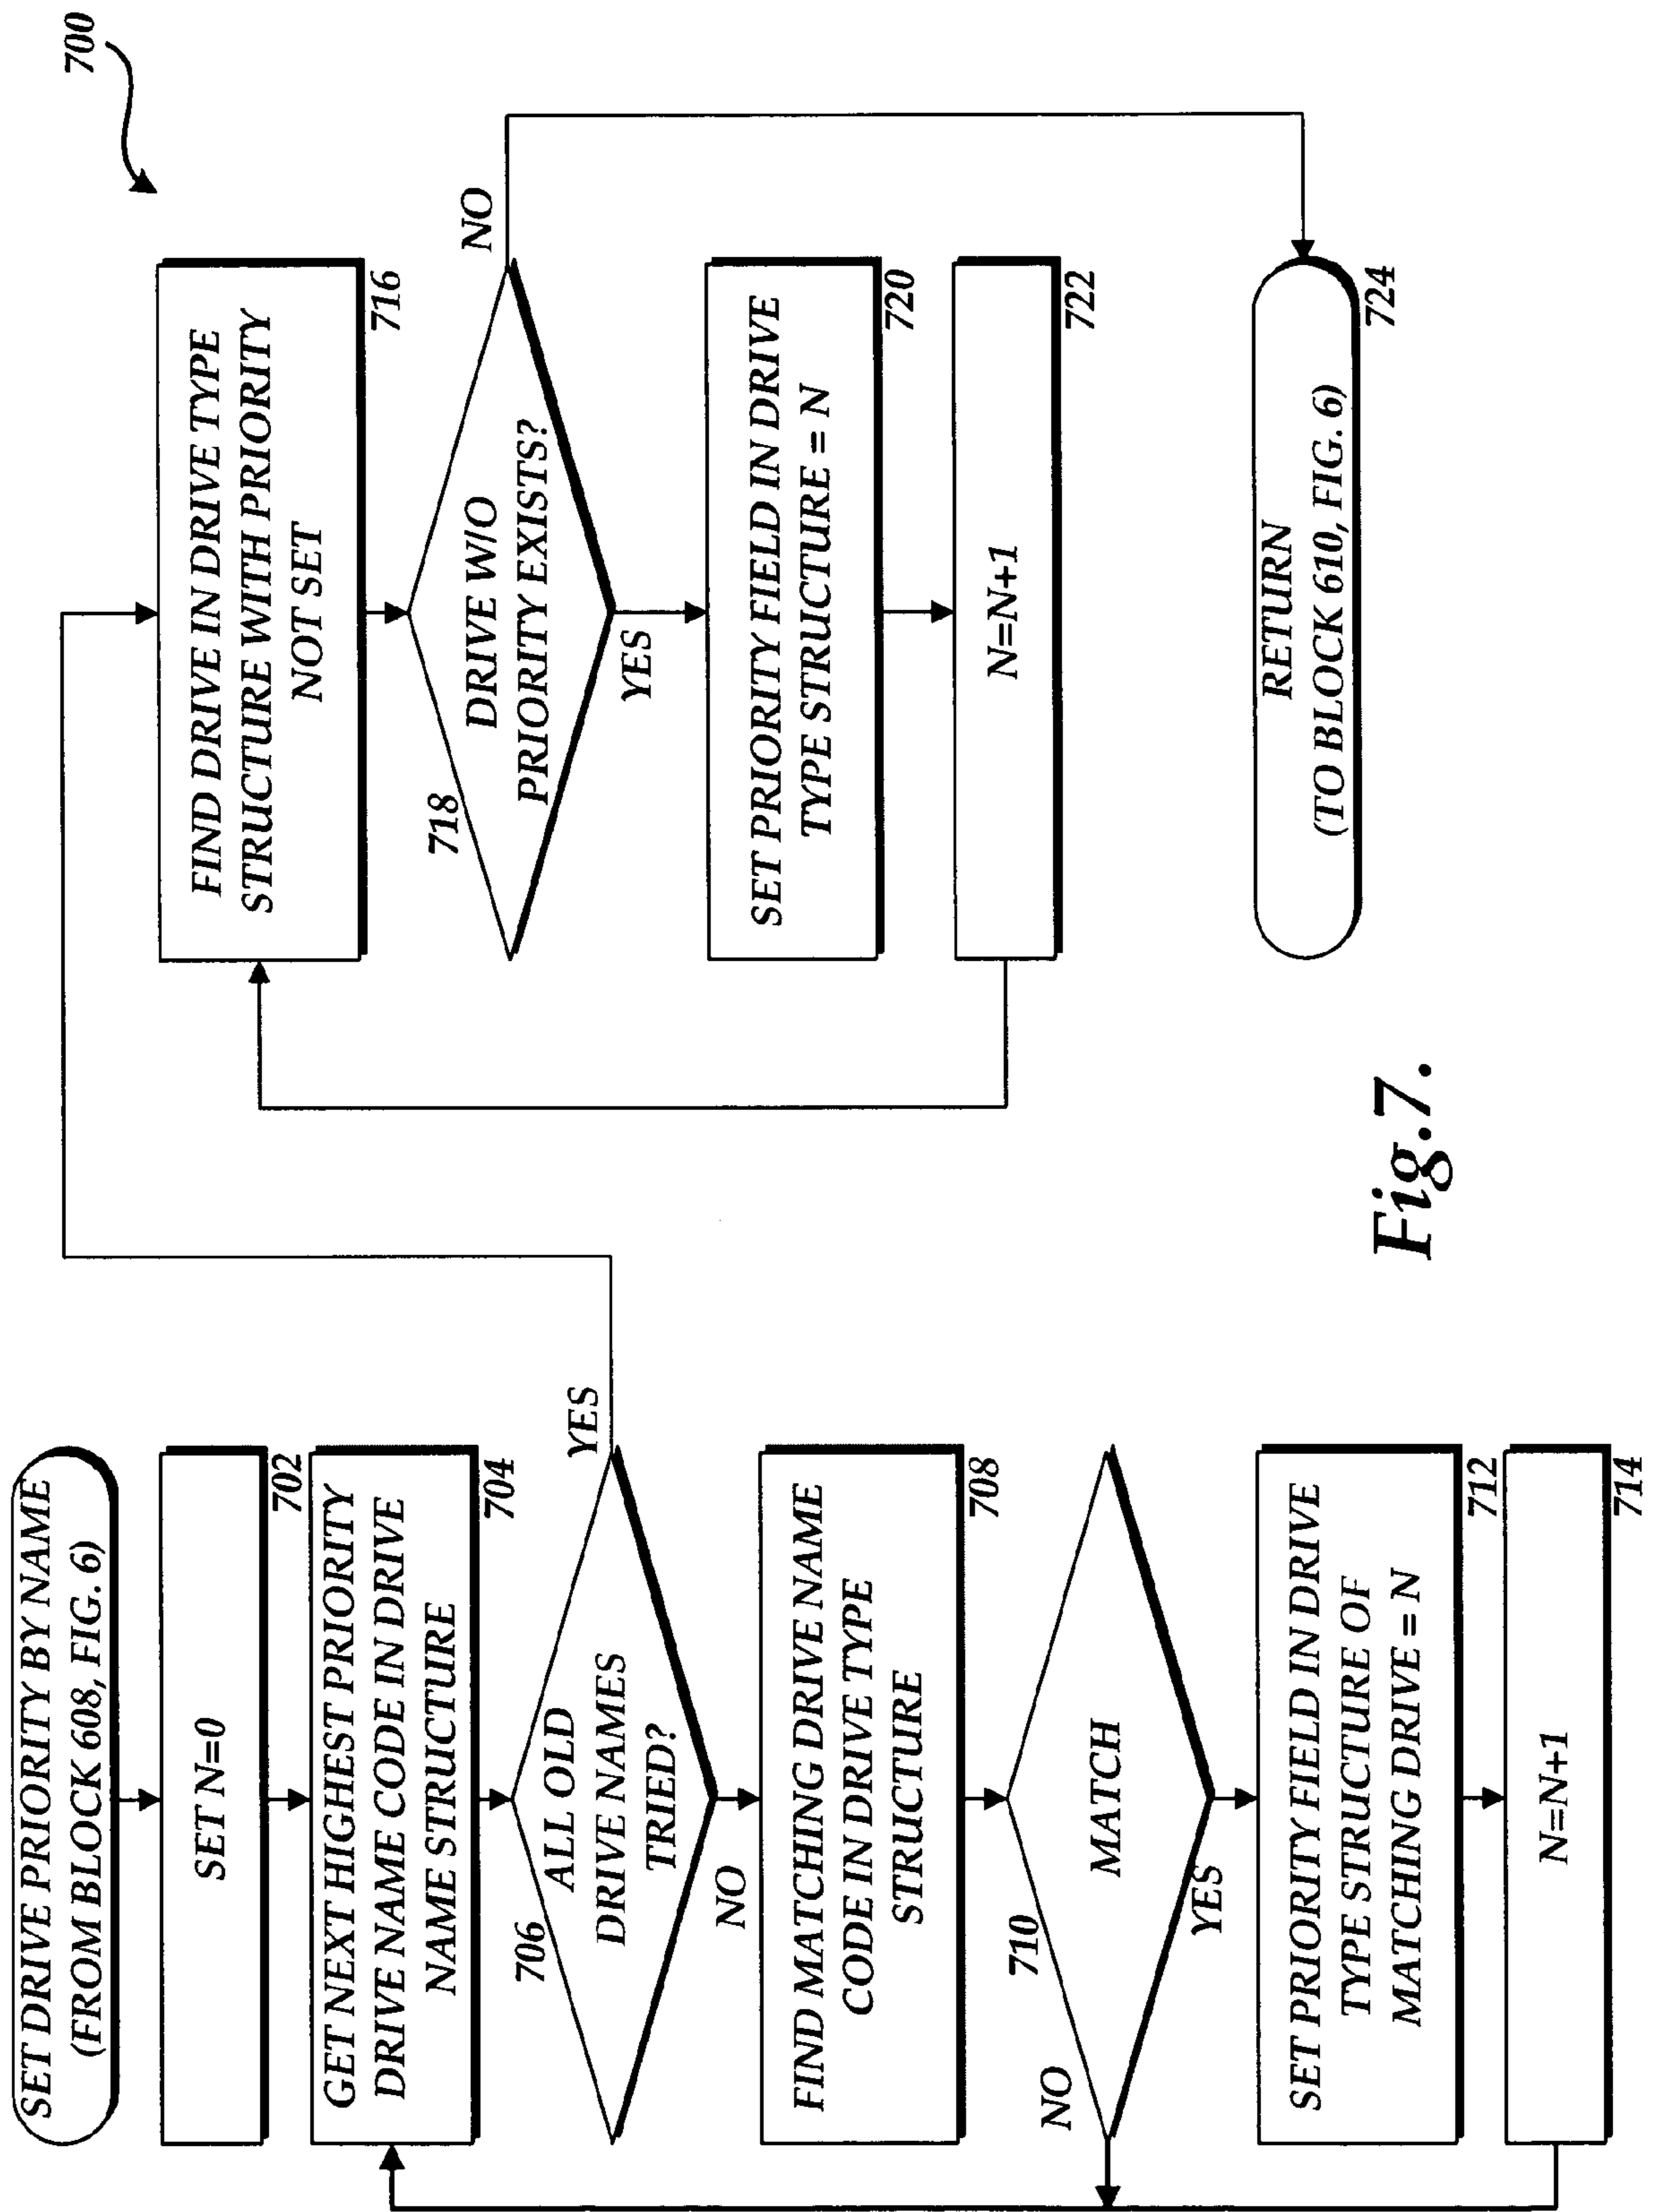 700
SET DRIVE PRIORITY BY NAME
(FROM BLOCK 608, FIG. 6)
SET N=0
702
GET NEXT HIGHEST PRIORITY
DRIVE NAME CODE IN DRIVE
NAME STRUCTURE
704
706
ALL OLD
DRIVE NAMES
TRIED?
YES
NO
FIND MATCHING DRIVE NAME
CODE IN DRIVE TYPE
STRUCTURE
708
710
MATCH
NO
YES
SET PRIORITY FIELD IN DRIVE
TYPE STRUCTURE OF
MATCHING DRIVE = N
712
N=N+1
714
FIND DRIVE IN DRIVE TYPE
STRUCTURE WITH PRIORITY
NOT SET
716
718
DRIVE W/O
PRIORITY EXISTS?
NO
YES
SET PRIORITY FIELD IN DRIVE
TYPE STRUCTURE = N
720
N=N+1
722
RETURN
(TO BLOCK 610, FIG. 6)
724
Fig.7.